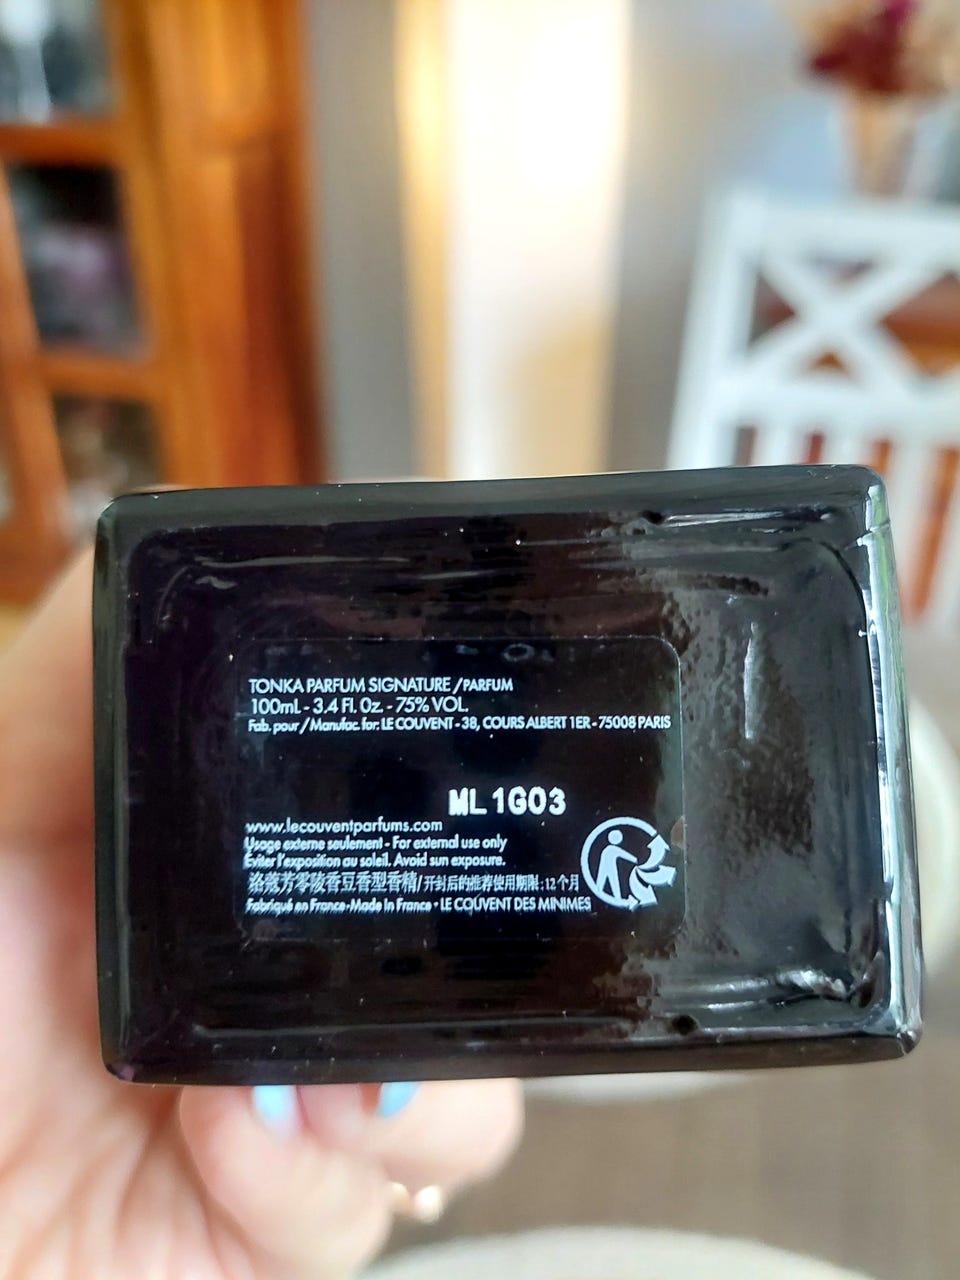 TONKA PARFUM SIGNATURE / PARFUM
100mL - 3.4 Fl. Oz. - 75% VOL.
Fab. pour / Manufac. for: LE COUVENT - 38, COURS ALBERT 1ER - 75008 PARIS
ML 1G03
www.lecouventparfums.com
Usage externe seulement - For external use only
Éviter l'exposition au soleil. Avoid sun exposure.
洛蔻芳零陵香豆香型香精/开封后的推荐使用期限:12个月
Fabriqué en France - Made in France • LE COUVENT DES MINIMES